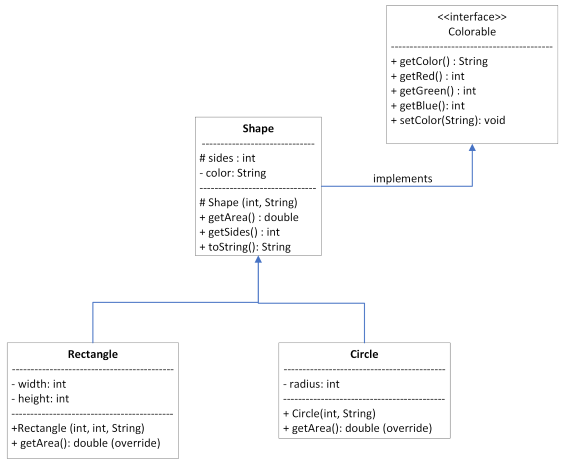 <<interface>>
Colorable
+ getColor() : String
+ getRed() : int
+ getGreen() : int
+ getBlue(): int
+ setColor(String): void
Shape
# sides : int
- color: String
# Shape (int, String)
+ getArea() : double
+ getSides() : int
+ toString(): String
implements
Rectangle
- width: int
- height: int
+Rectangle (int, int, String)
+ getArea(): double (override)
Circle
- radius: int
+ Circle(int, String)
+ getArea(): double (override)